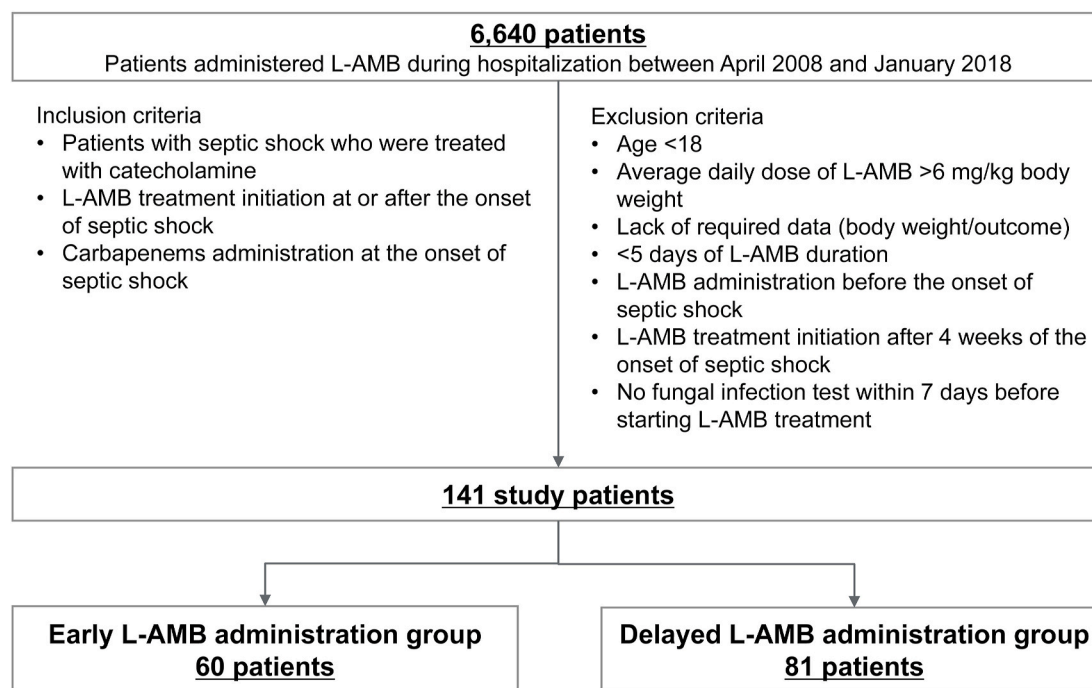 6,640 patients
Patients administered L-AMB during hospitalization between April 2008 and January 2018
Inclusion criteria
• Patients with septic shock who were treated
with catecholamine
• L-AMB treatment initiation at or after the onset
of septic shock
• Carbapenems administration at the onset of
septic shock
Exclusion criteria
• Age <18
• Average daily dose of L-AMB >6 mg/kg body
weight
• Lack of required data (body weight/outcome)
• <5 days of L-AMB duration
• L-AMB administration before the onset of
septic shock
• L-AMB treatment initiation after 4 weeks of the
onset of septic shock
• No fungal infection test within 7 days before
starting L-AMB treatment
141 study patients
Early L-AMB administration group
60 patients
Delayed L-AMB administration group
81 patients